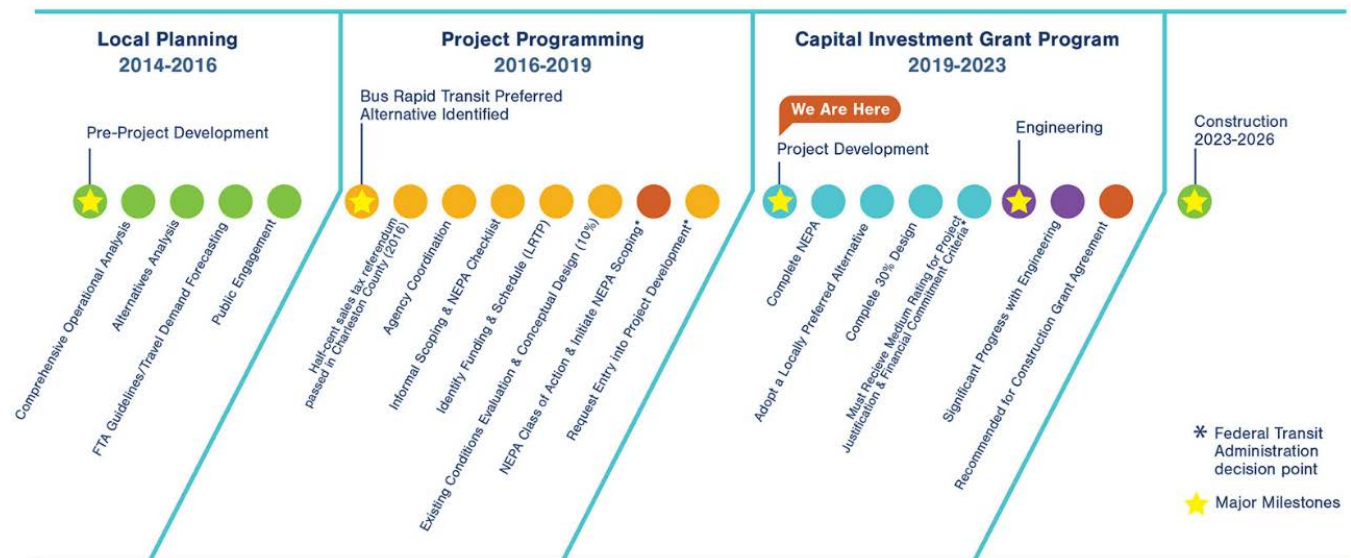 Local Planning
2014-2016
Pre-Project Development
Comprehensive Operational Analysis
Alternatives Analysis
FTA Guidelines/Travel Demand Forecasting
Public Engagement
Project Programming
2016-2019
Bus Rapid Transit Preferred
Alternative Identified
Half-cent sales tax referendum
passed in Charleston County (2016)
Agency Coordination
Informal Scoping & NEPA Checklist
Identify Funding & Schedule (LRTP)
Existing Conditions Evaluation & Conceptual Design (10%)
NEPA Class of Action & Initiate NEPA Scoping*
Request Entry into Project Development*
Capital Investment Grant Program
2019-2023
We Are Here
Project Development
Complete NEPA
Adopt a Locally Preferred Alternative
Complete 30% Design
Must Recieve Medium Rating for Project
Justification & Financial Commitment Criteria*
Engineering
Significant Progress with Engineering
Recommended for Construction Grant Agreement
Construction
2023-2026
* Federal Transit
Administration
decision point
Major Milestones